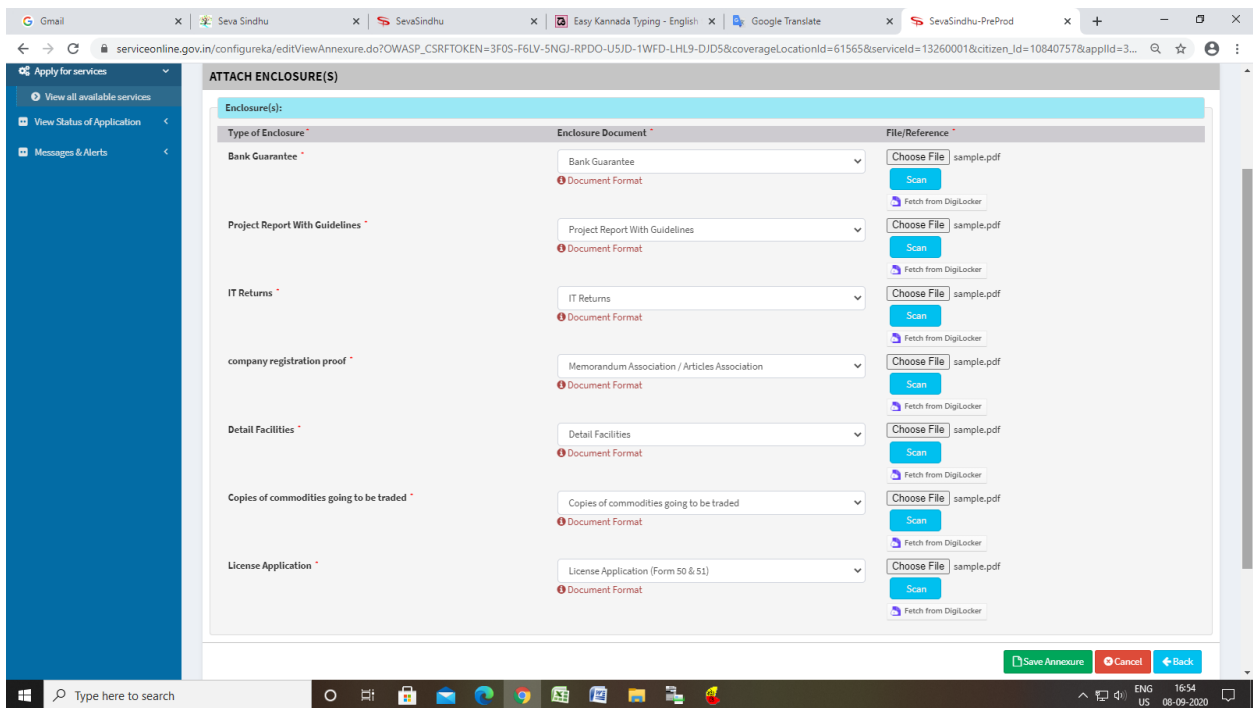 Gmail
Seva Sindhu
SevaSindhu
Easy Kannada Typing - English
Google Translate
SevaSindhu-PreProd
serviceonline.gov.in/configureka/editViewAnnexure.do?OWASP_CSRFTOKEN=3F0S-F6LV-5NGJ-RPDO-U5JD-1WFD-LHL9-DJD5&coverageLocationId=61565&serviceId=13260001&citizen_Id=10840757&applId=3...
Apply for services
View all available services
View Status of Application
Messages & Alerts
ATTACH ENCLOSURE(S)
Enclosure(s):
Type of Enclosure * Enclosure Document * File/Reference *
Bank Guarantee * Bank Guarantee Choose File sample.pdf
Document Format Scan
Fetch from DigiLocker
Project Report With Guidelines * Project Report With Guidelines Choose File sample.pdf
Document Format Scan
Fetch from DigiLocker
IT Returns * IT Returns Choose File sample.pdf
Document Format Scan
Fetch from DigiLocker
company registration proof * Memorandum Association / Articles Association Choose File sample.pdf
Document Format Scan
Fetch from DigiLocker
Detail Facilities * Detail Facilities Choose File sample.pdf
Document Format Scan
Fetch from DigiLocker
Copies of commodities going to be traded * Copies of commodities going to be traded Choose File sample.pdf
Document Format Scan
Fetch from DigiLocker
License Application * License Application (Form 50 & 51) Choose File sample.pdf
Document Format Scan
Fetch from DigiLocker
Save Annexure Cancel Back
Type here to search
ENG 16:54
US 08-09-2020